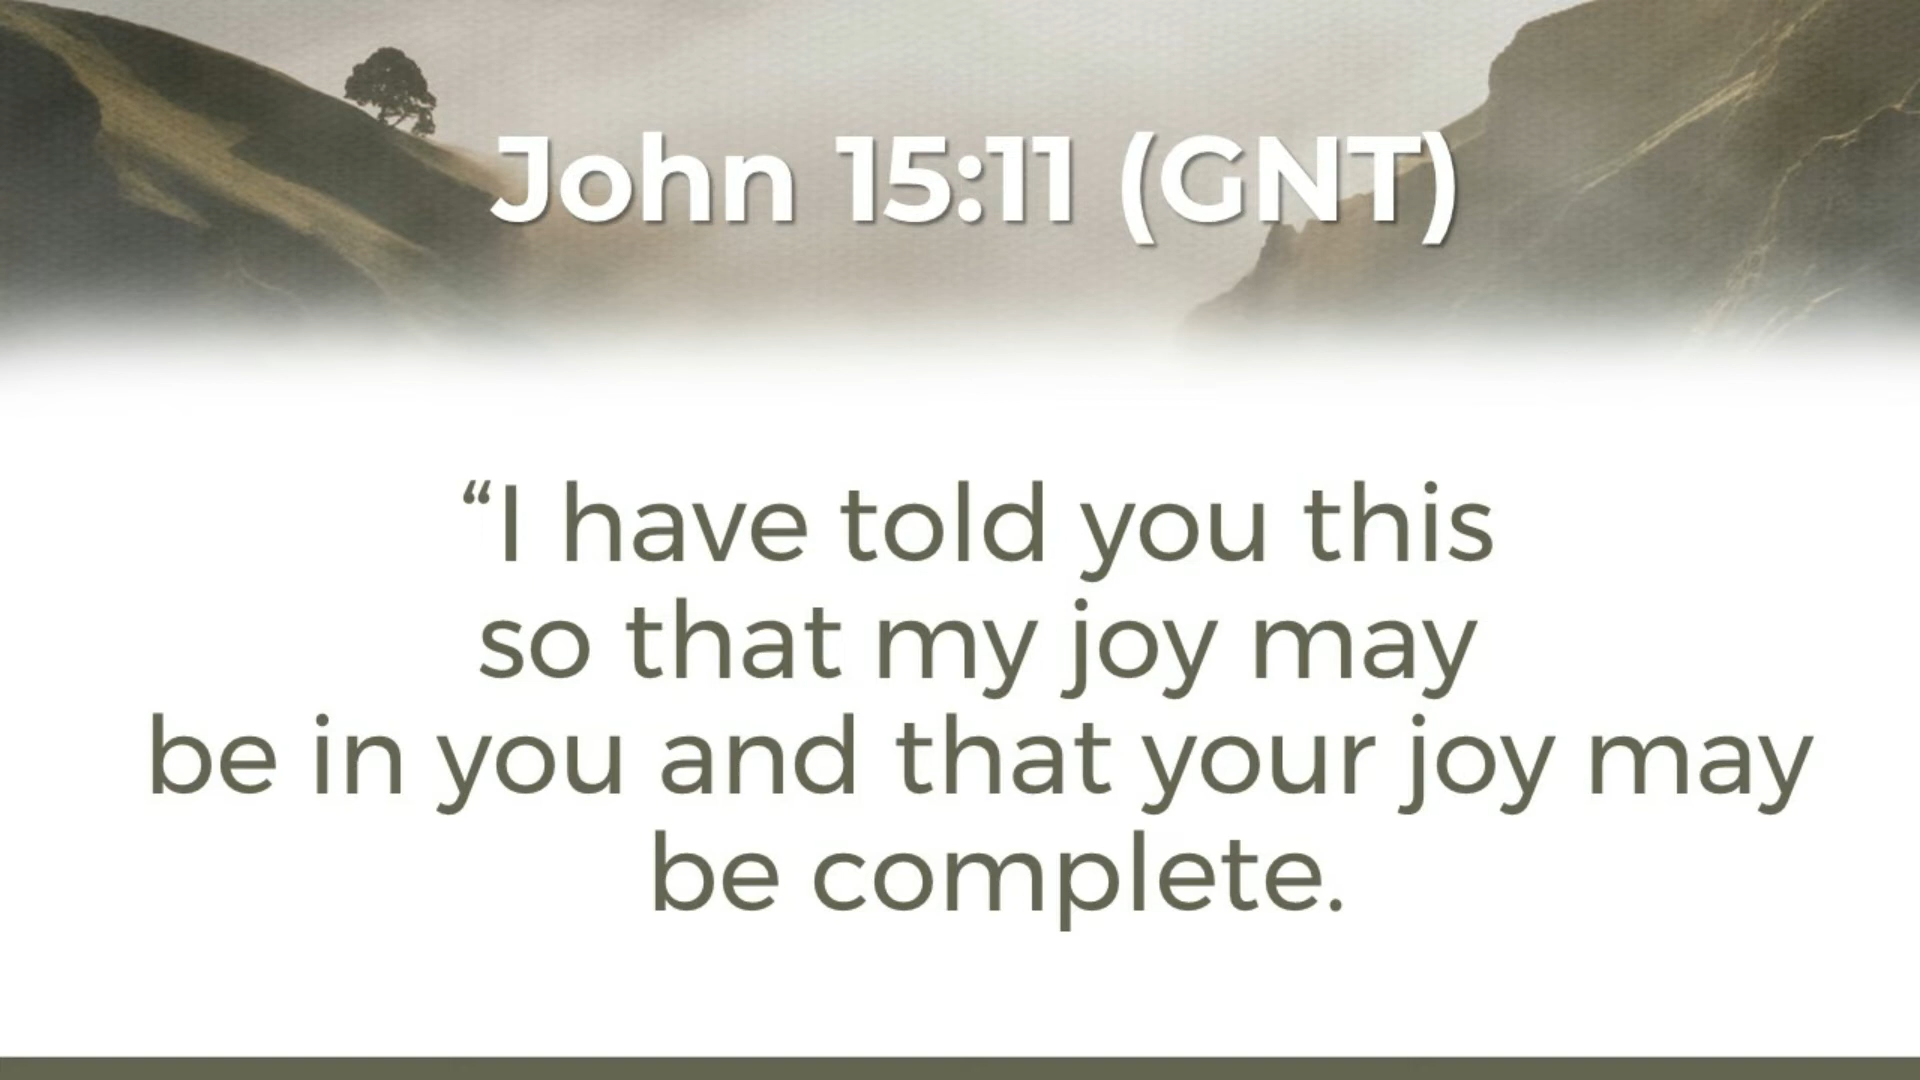 John 15:11 (GNT)
“I have told you this
so that my joy may
be in you and that your joy may
be complete.